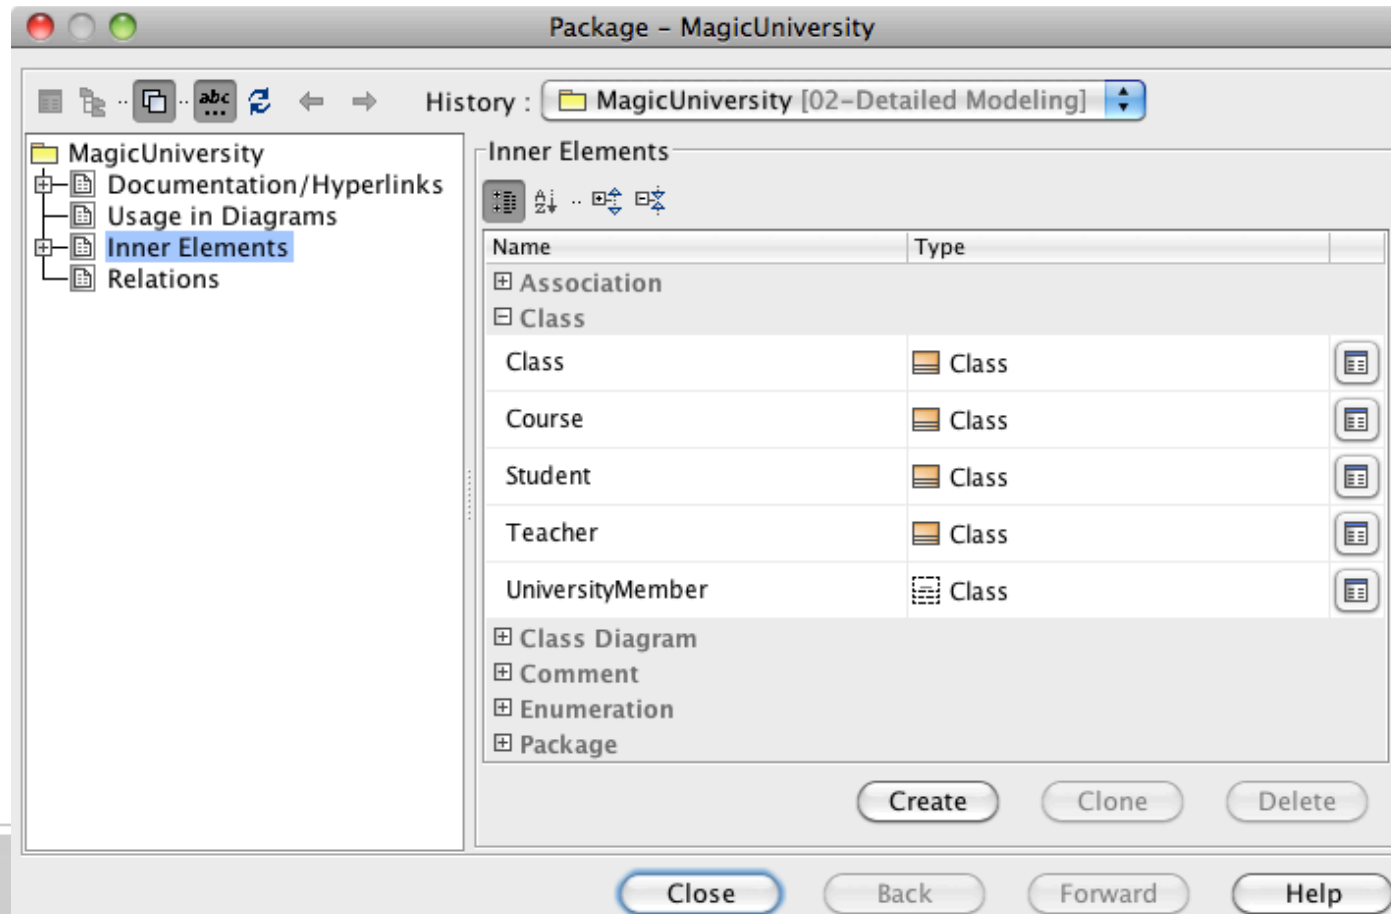 Package – MagicUniversity
abc
History : MagicUniversity [02-Detailed Modeling]
MagicUniversity
Documentation/Hyperlinks
Usage in Diagrams
Inner Elements
Relations
Inner Elements
A
Z
Name Type
Association
Class
Class Class
Course Class
Student Class
Teacher Class
UniversityMember Class
Class Diagram
Comment
Enumeration
Package
Create Clone Delete
Close Back Forward Help